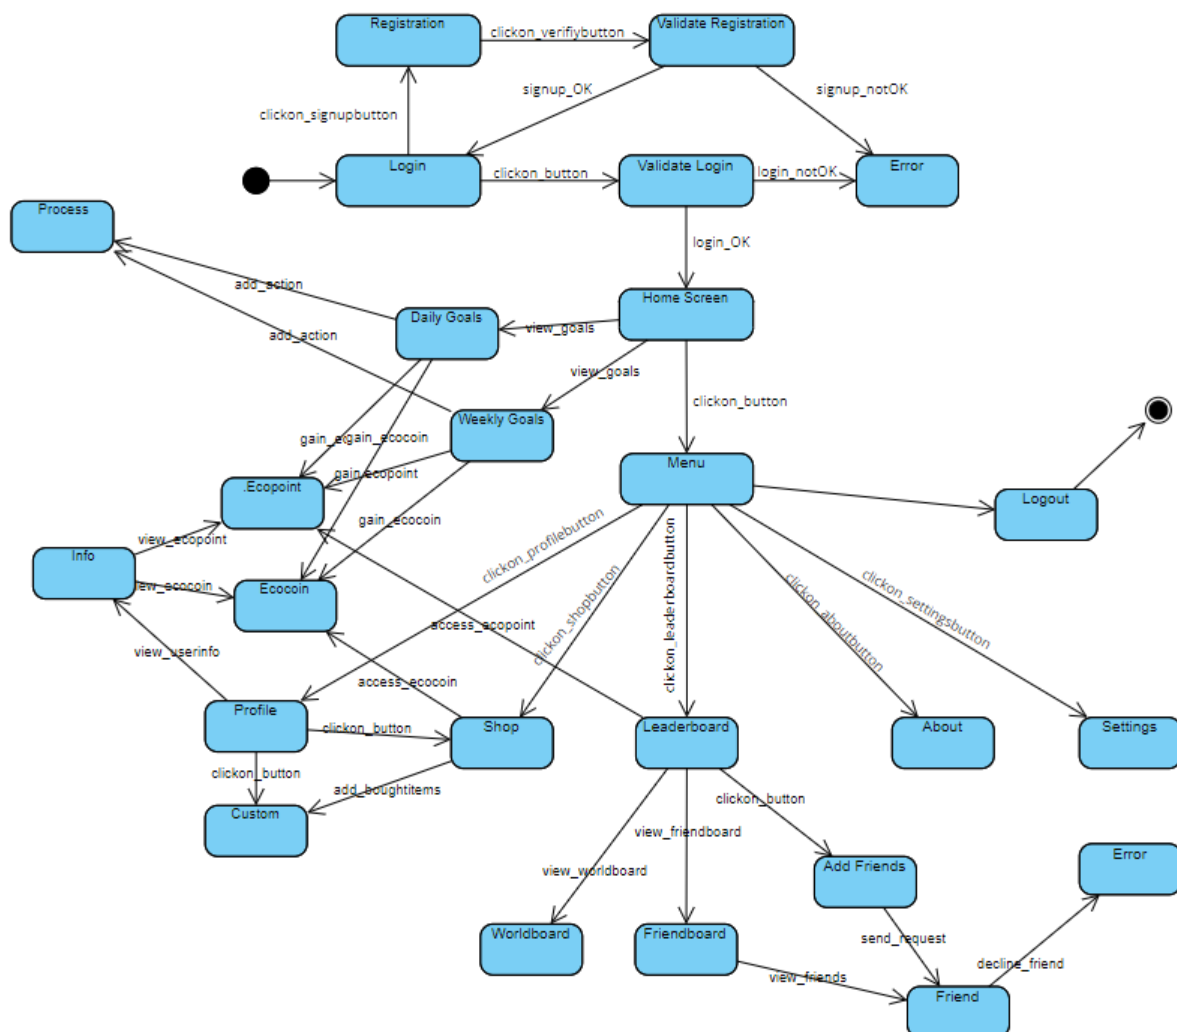 Registration
clickon_verifiybutton
Validate Registration
signup_OK
signup_notOK
clickon_signupbutton
Login
clickon_button
Validate Login
login_notOK
Error
Process
login_OK
add_action
Home Screen
Daily Goals
view_goals
add_action
view_goals
clickon_button
Weekly Goals
gain_ecocoin
gain_ecopoint
Menu
.Ecopoint
Logout
gain_ecocoin
view_ecopoint
clickon_profilebutton
Info
Ecocoin
clickon_shopbutton
clickon_leaderboardbutton
clickon_aboutbutton
clickon_settingsbutton
access_ecopoint
view_userinfo
access_ecocoin
Profile
clickon_button
Shop
Leaderboard
About
Settings
clickon_button
add_boughtitems
clickon_button
Custom
view_friendboard
Error
view_worldboard
Add Friends
Worldboard
Friendboard
send_request
decline_friend
view_friends
Friend